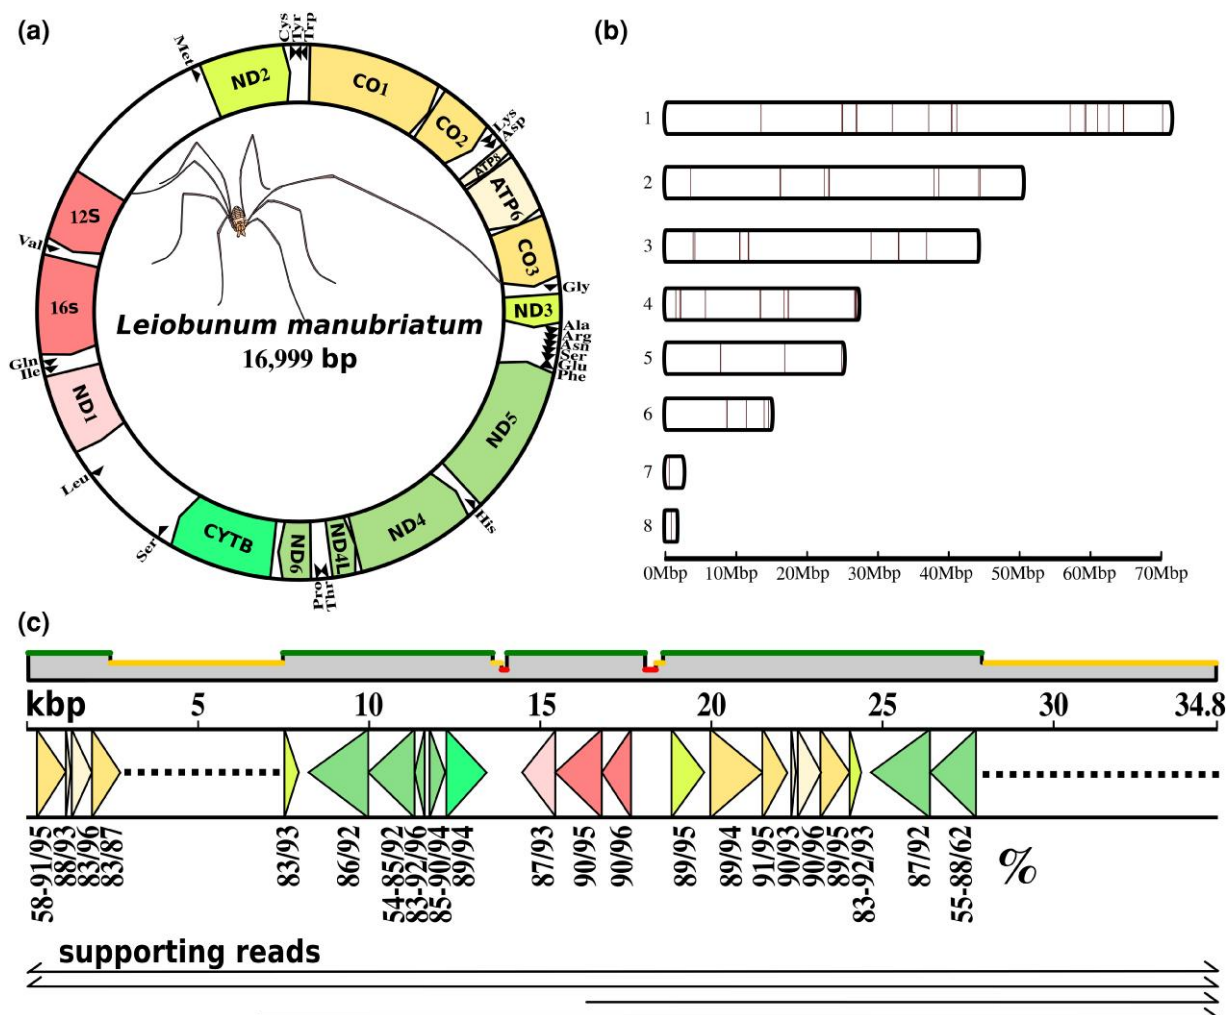 (a)
Met
ND2
Cys
Tyr
Trp
CO1
CO2
Lys
Asp
ATP8
ATP6
CO3
Gly
ND3
Ala
Arg
Asn
Ser
Glu
Phe
ND5
His
ND4
ND4L
Thr
Pro
ND6
CYTB
Ser
Leu
ND1
Ile
Gln
16s
Val
12S
Leiobunum manubriatum
16,999 bp
(b)
1
2
3
4
5
6
7
8
0Mbp 10Mbp 20Mbp 30Mbp 40Mbp 50Mbp 60Mbp 70Mbp
(c)
kbp 5 10 15 20 25 30 34.8
58-91/95
88/93
83/96
83/87
83/93
86/92
54-85/92
83-92/96
85-90/94
89/94
87/93
90/95
90/96
89/95
89/94
91/95
90/93
90/96
89/95
83-92/93
87/92
55-88/62
%
supporting reads